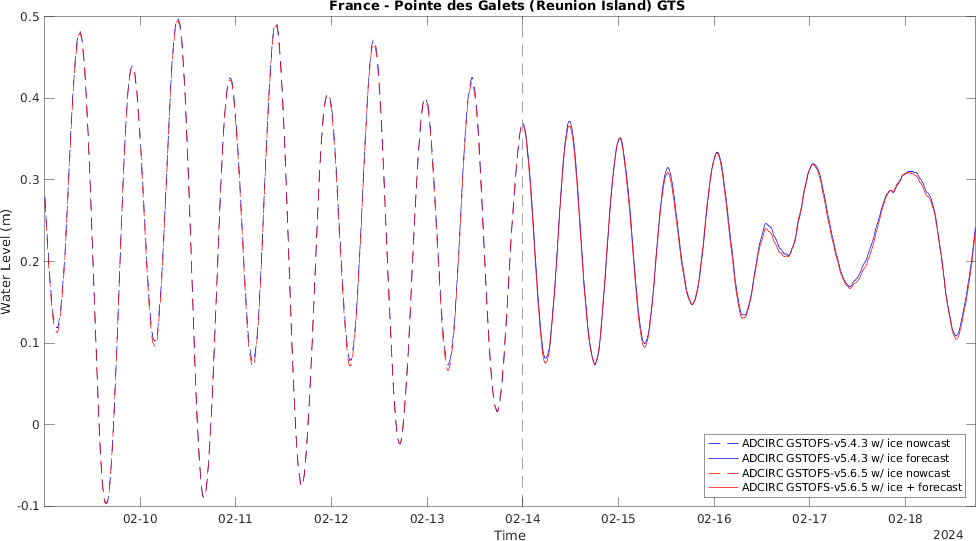 France - Pointe des Galets (Reunion Island) GTS
0.5
0.4
0.3
0.2
0.1
0
-0.1
Water Level (m)
ADCIRC GSTOFS-v5.4.3 w/ ice nowcast
ADCIRC GSTOFS-v5.4.3 w/ ice forecast
ADCIRC GSTOFS-v5.6.5 w/ ice nowcast
ADCIRC GSTOFS-v5.6.5 w/ ice + forecast
02-10 02-11 02-12 02-13 02-14 02-15 02-16 02-17 02-18
Time
2024